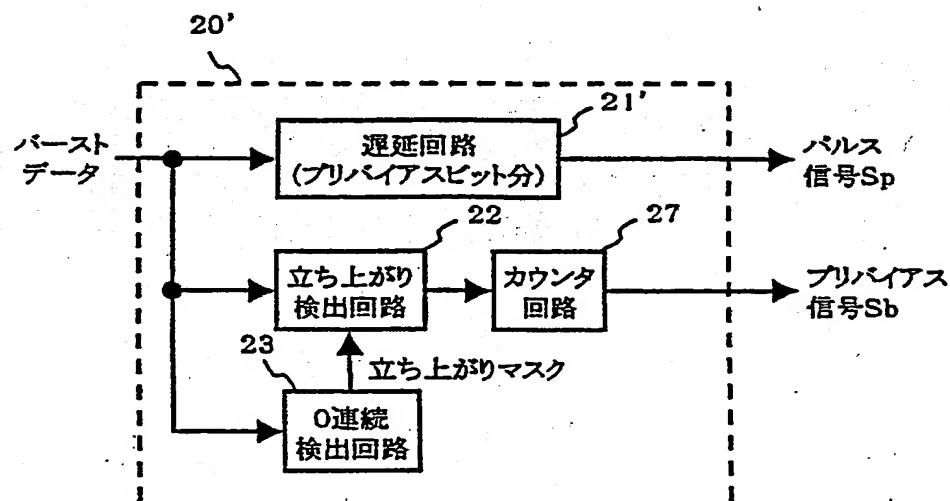 20'
21'
バースト
データ
遅延回路
(プリバイアスビット分)
パルス
信号Sp
22
27
立ち上がり
検出回路
カウンタ
回路
プリバイアス
信号Sb
23
立ち上がりマスク
0連続
検出回路